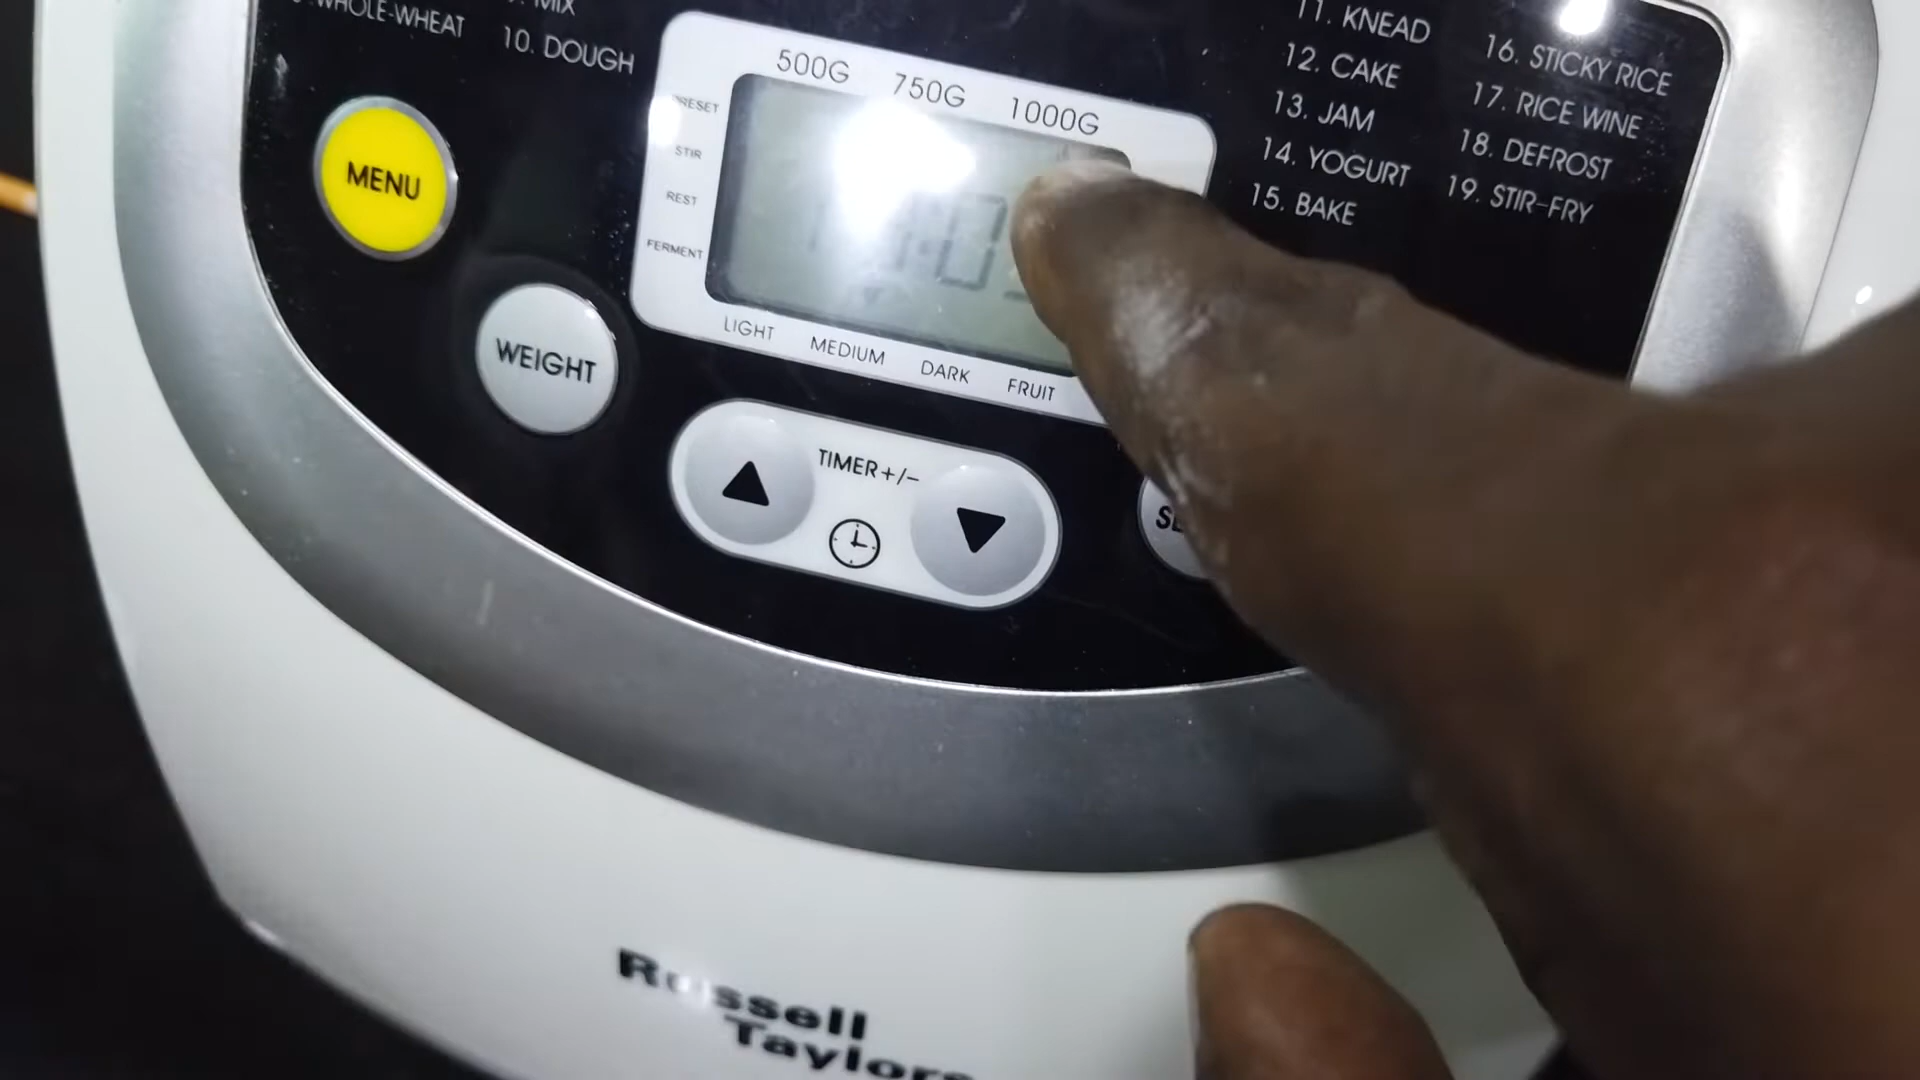 WHOLE-WHEAT
MIX
10. DOUGH
11. KNEAD
12. CAKE
13. JAM
14. YOGURT
15. BAKE
16. STICKY RICE
17. RICE WINE
18. DEFROST
19. STIR-FRY
500G 750G 1000G
PRESET
STIR
REST
FERMENT
LIGHT MEDIUM DARK FRUIT
MENU
WEIGHT
TIMER+/-
Russell
Taylors